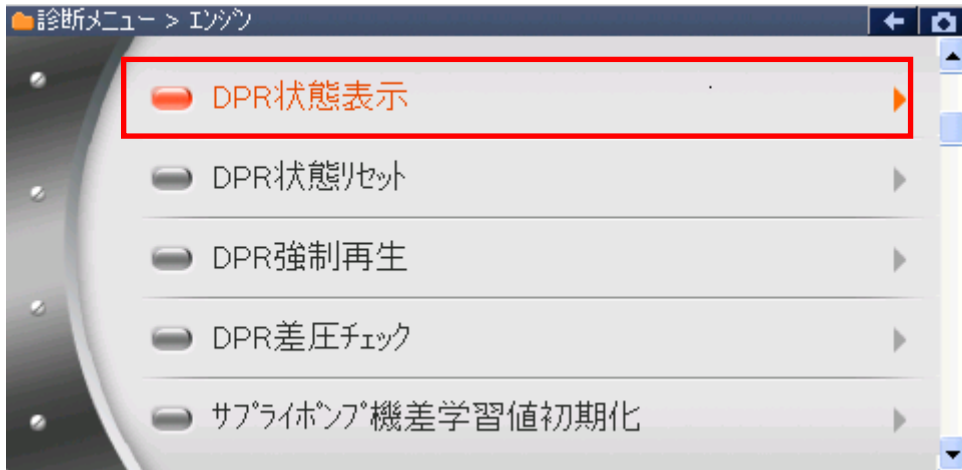 診断メニュー > エンジン
DPR状態表示
DPR状態リセット
DPR強制再生
DPR差圧チェック
サプライポンプ機差学習値初期化